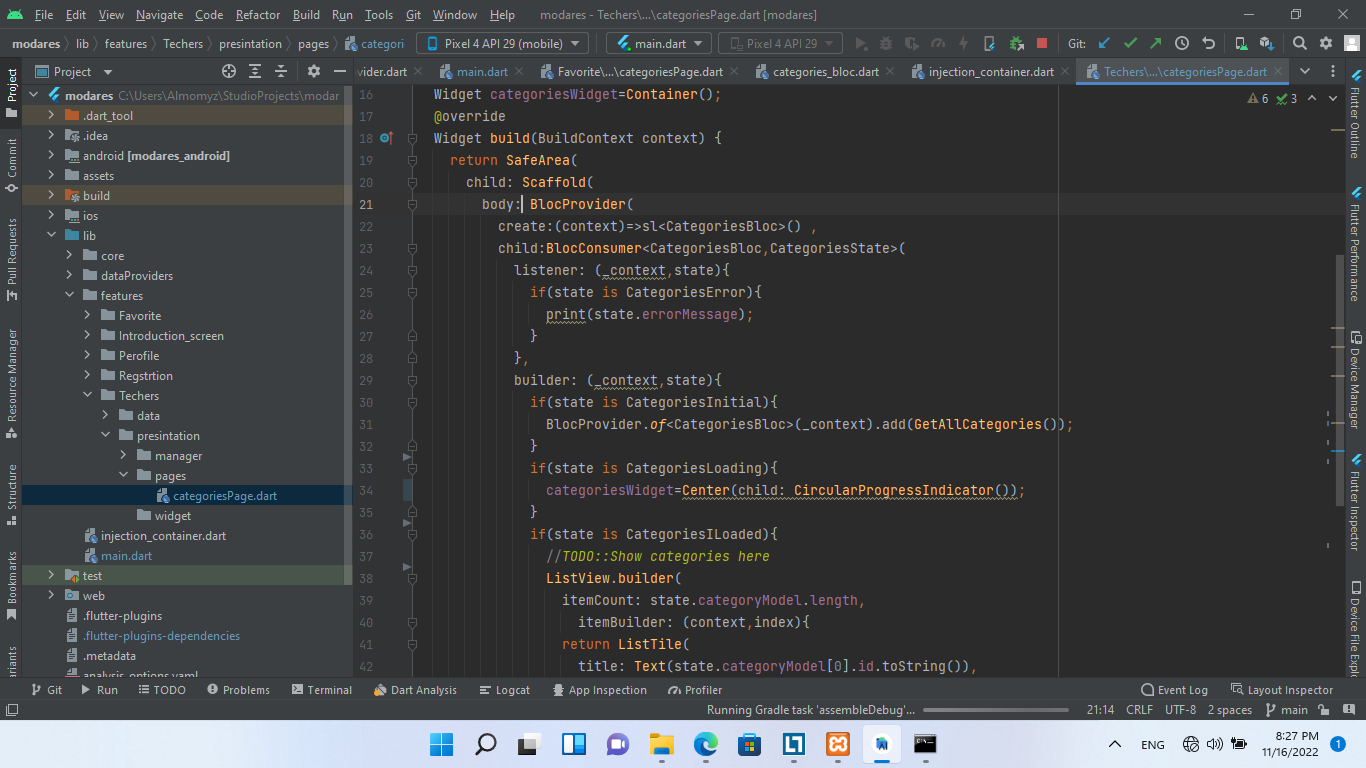 File Edit View Navigate Code Refactor Build Run Tools Git Window Help modares - Techers\...\categoriesPage.dart [modares]
modares lib features Techers presintation pages categori Pixel 4 API 29 (mobile) main.dart Pixel 4 API 29 Git:
Project vider.dart main.dart Favorite\...\categoriesPage.dart categories_bloc.dart injection_container.dart Techers\...\categoriesPage.dart
Project
Commit
Pull Requests
Resource Manager
Structure
Bookmarks
modares C:\Users\Almomyz\StudioProjects\modar
.dart_tool
.idea
android [modares_android]
assets
build
ios
lib
core
dataProviders
features
Favorite
Introduction_screen
Perofile
Regstrtion
Techers
data
presintation
manager
pages
categoriesPage.dart
widget
injection_container.dart
main.dart
test
web
.flutter-plugins
.flutter-plugins-dependencies
.metadata
analysis_options.yaml
6 3
16 Widget categoriesWidget=Container();
17 @override
18 Widget build(BuildContext context) {
19 return SafeArea(
20 child: Scaffold(
21 body: BlocProvider(
22 create:(context)=>sl<CategoriesBloc>() ,
23 child:BlocConsumer<CategoriesBloc,CategoriesState>(
24 listener: (_context,state){
25 if(state is CategoriesError){
26 print(state.errorMessage);
27 }
28 },
29 builder: (_context,state){
30 if(state is CategoriesInitial){
31 BlocProvider.of<CategoriesBloc>(_context).add(GetAllCategories());
32 }
33 if(state is CategoriesLoading){
34 categoriesWidget=Center(child: CircularProgressIndicator());
35 }
36 if(state is CategoriesILoaded){
37 //TODO::Show categories here
38 ListView.builder(
39 itemCount: state.categoryModel.length,
40 itemBuilder: (context,index){
41 return ListTile(
42 title: Text(state.categoryModel[0].id.toString()),
Flutter Outline
Flutter Performance
Device Manager
Flutter Inspector
Device File Explo
Git Run TODO Problems Terminal Dart Analysis Logcat App Inspection Profiler Event Log Layout Inspector
Running Gradle task 'assembleDebug'... 21:14 CRLF UTF-8 2 spaces main
ENG 8:27 PM
11/16/2022 1